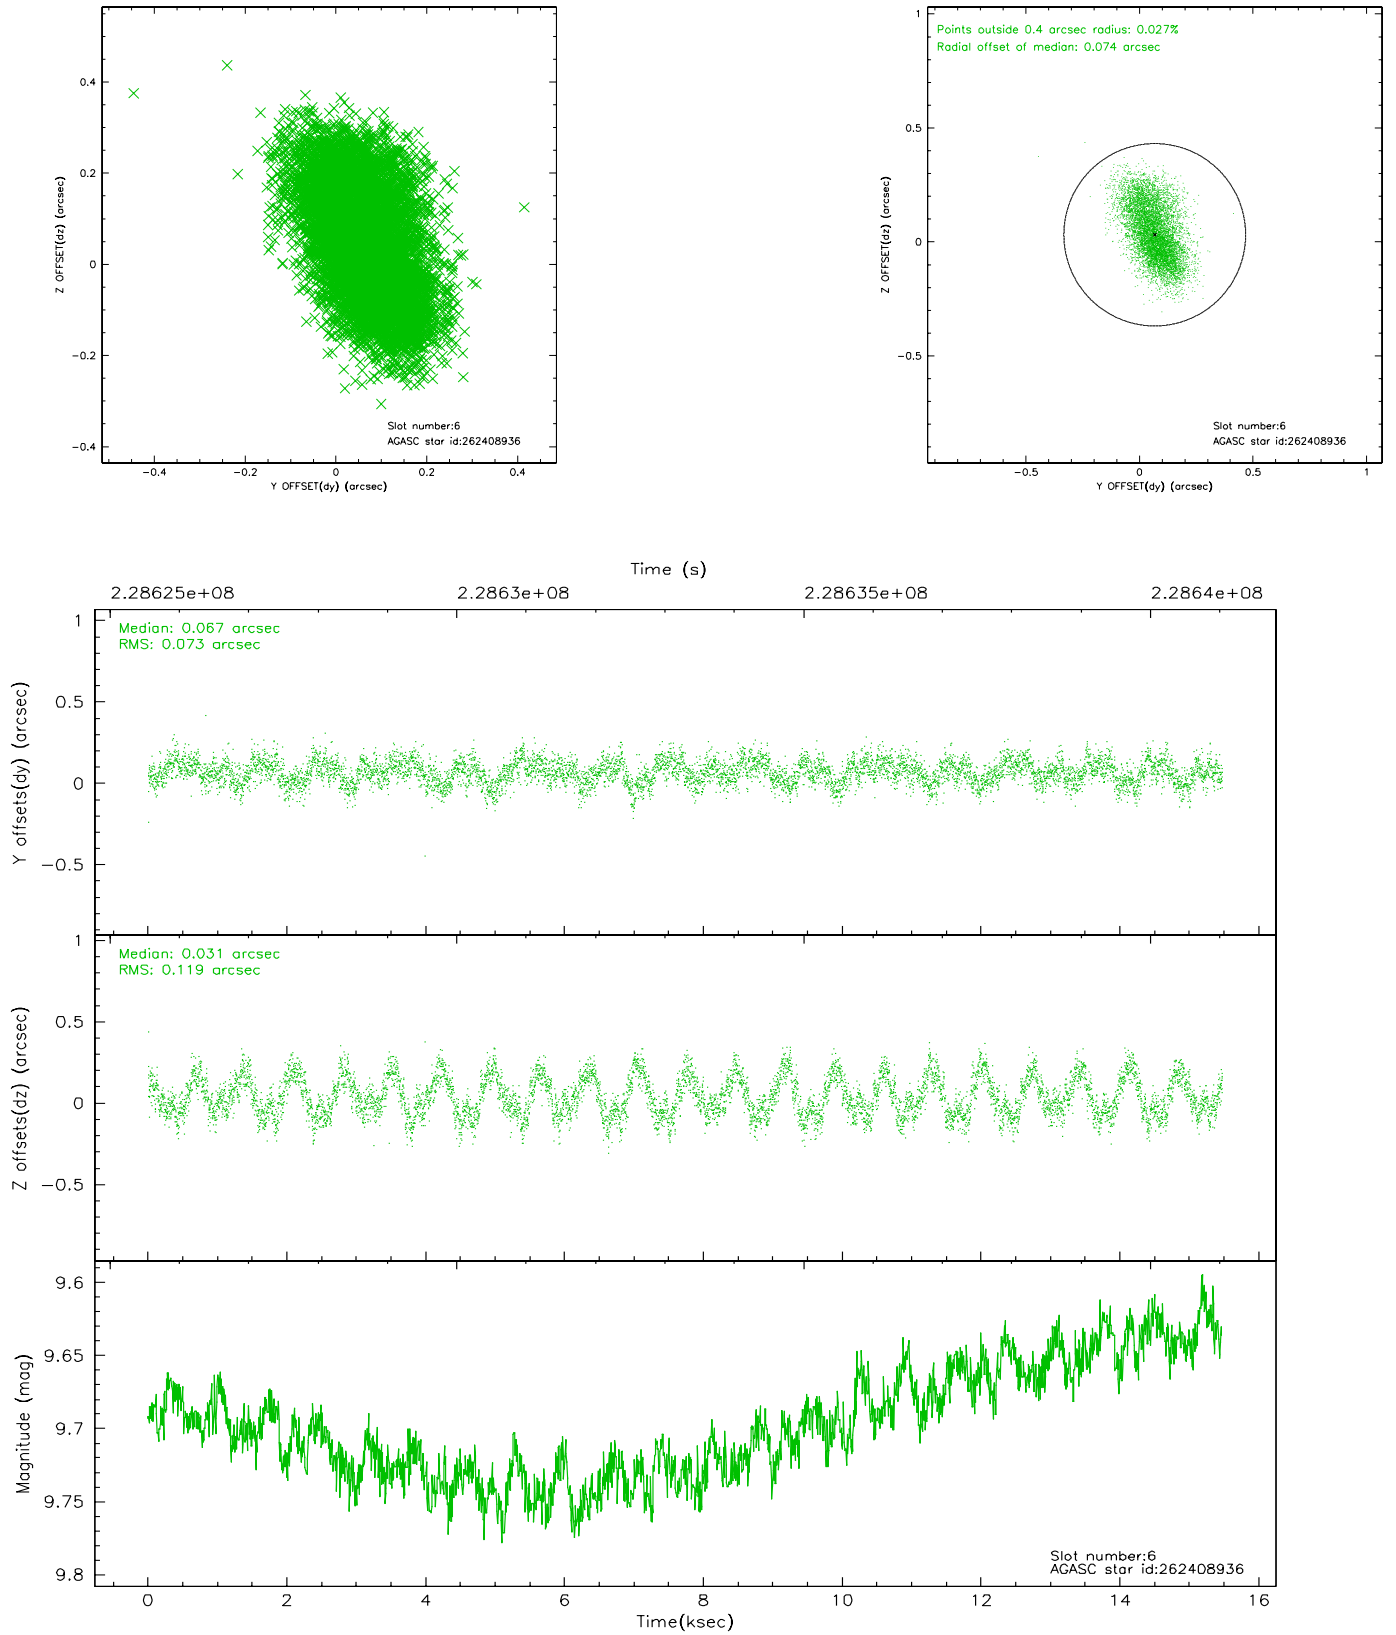 0.4
0.2
0
−0.2
−0.4
Z OFFSET(dz) (arcsec)
Slot number:6
AGASC star id:262408936
−0.4
−0.2
0
0.2
0.4
Y OFFSET(dy) (arcsec)
Points outside 0.4 arcsec radius: 0.027%
Radial offset of median: 0.074 arcsec
1
0.5
0
−0.5
Z OFFSET(dz) (arcsec)
Slot number:6
AGASC star id:262408936
−0.5
0
0.5
1
Y OFFSET(dy) (arcsec)
Time (s)
2.28625e+08
2.2863e+08
2.28635e+08
2.2864e+08
Median: 0.067 arcsec
RMS: 0.073 arcsec
1
0.5
0
−0.5
Y offsets(dy) (arcsec)
Median: 0.031 arcsec
RMS: 0.119 arcsec
1
0.5
0
−0.5
Z offsets(dz) (arcsec)
9.6
9.65
9.7
9.75
9.8
Magnitude (mag)
Slot number:6
AGASC star id:262408936
0
2
4
6
8
10
12
14
16
Time(ksec)